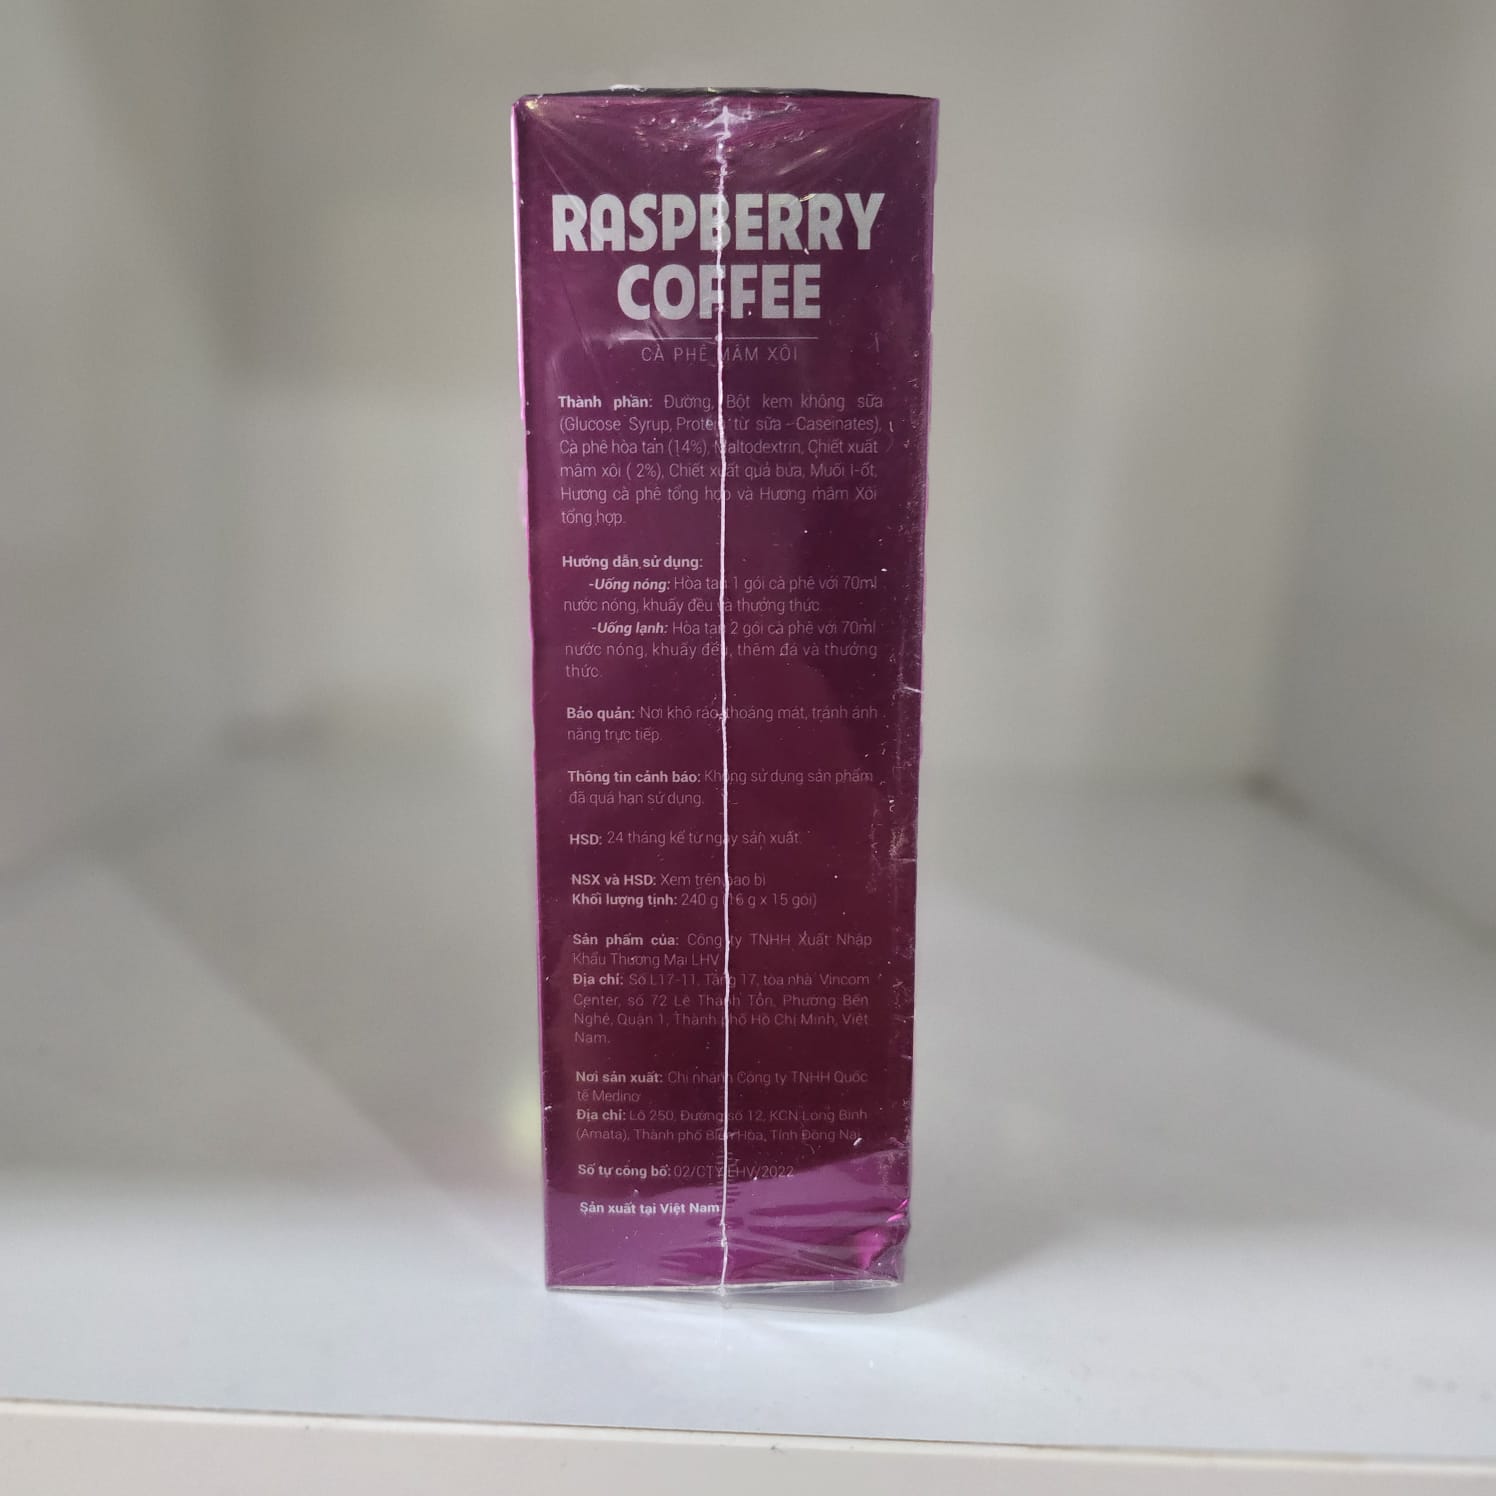 RASPBERRY
COFFEE
CÀ PHÊ MÂM XÔI
Thành phần: Đường, Bột kem không sữa
(Glucose Syrup, Protein từ sữa - Caseinates),
Cà phê hòa tan (14%), Maltodextrin, Chiết xuất
mâm xôi ( 2%), Chiết xuất quả bứa, Muối I-ốt,
Hương cà phê tổng hợp và Hương mâm Xôi
tổng hợp.
Hướng dẫn sử dụng:
-Uống nóng: Hòa tan 1 gói cà phê với 70ml
nước nóng, khuấy đều và thưởng thức.
-Uống lạnh: Hòa tan 2 gói cà phê với 70ml
nước nóng, khuấy đều, thêm đá và thưởng
thức.
Bảo quản: Nơi khô ráo, thoáng mát, tránh ánh
nắng trực tiếp.
Thông tin cảnh báo: Không sử dụng sản phẩm
đã quá hạn sử dụng.
HSD: 24 tháng kể từ ngày sản xuất.
NSX và HSD: Xem trên bao bì
Khối lượng tịnh: 240 g (16 g x 15 gói)
Sản phẩm của: Công ty TNHH Xuất Nhập
Khẩu Thương Mại LHV
Địa chỉ: Số L17-11, Tầng 17, tòa nhà Vincom
Center, số 72 Lê Thánh Tôn, Phường Bến
Nghé, Quận 1, Thành phố Hồ Chí Minh, Việt
Nam.
Nơi sản xuất: Chi nhánh Công ty TNHH Quốc
tế Medino
Địa chỉ: Lô 250, Đường số 12, KCN Long Bình
(Amata), Thành phố Biên Hòa, Tỉnh Đồng Nai
Số tự công bố: 02/CTYLHV/2022
Sản xuất tại Việt Nam